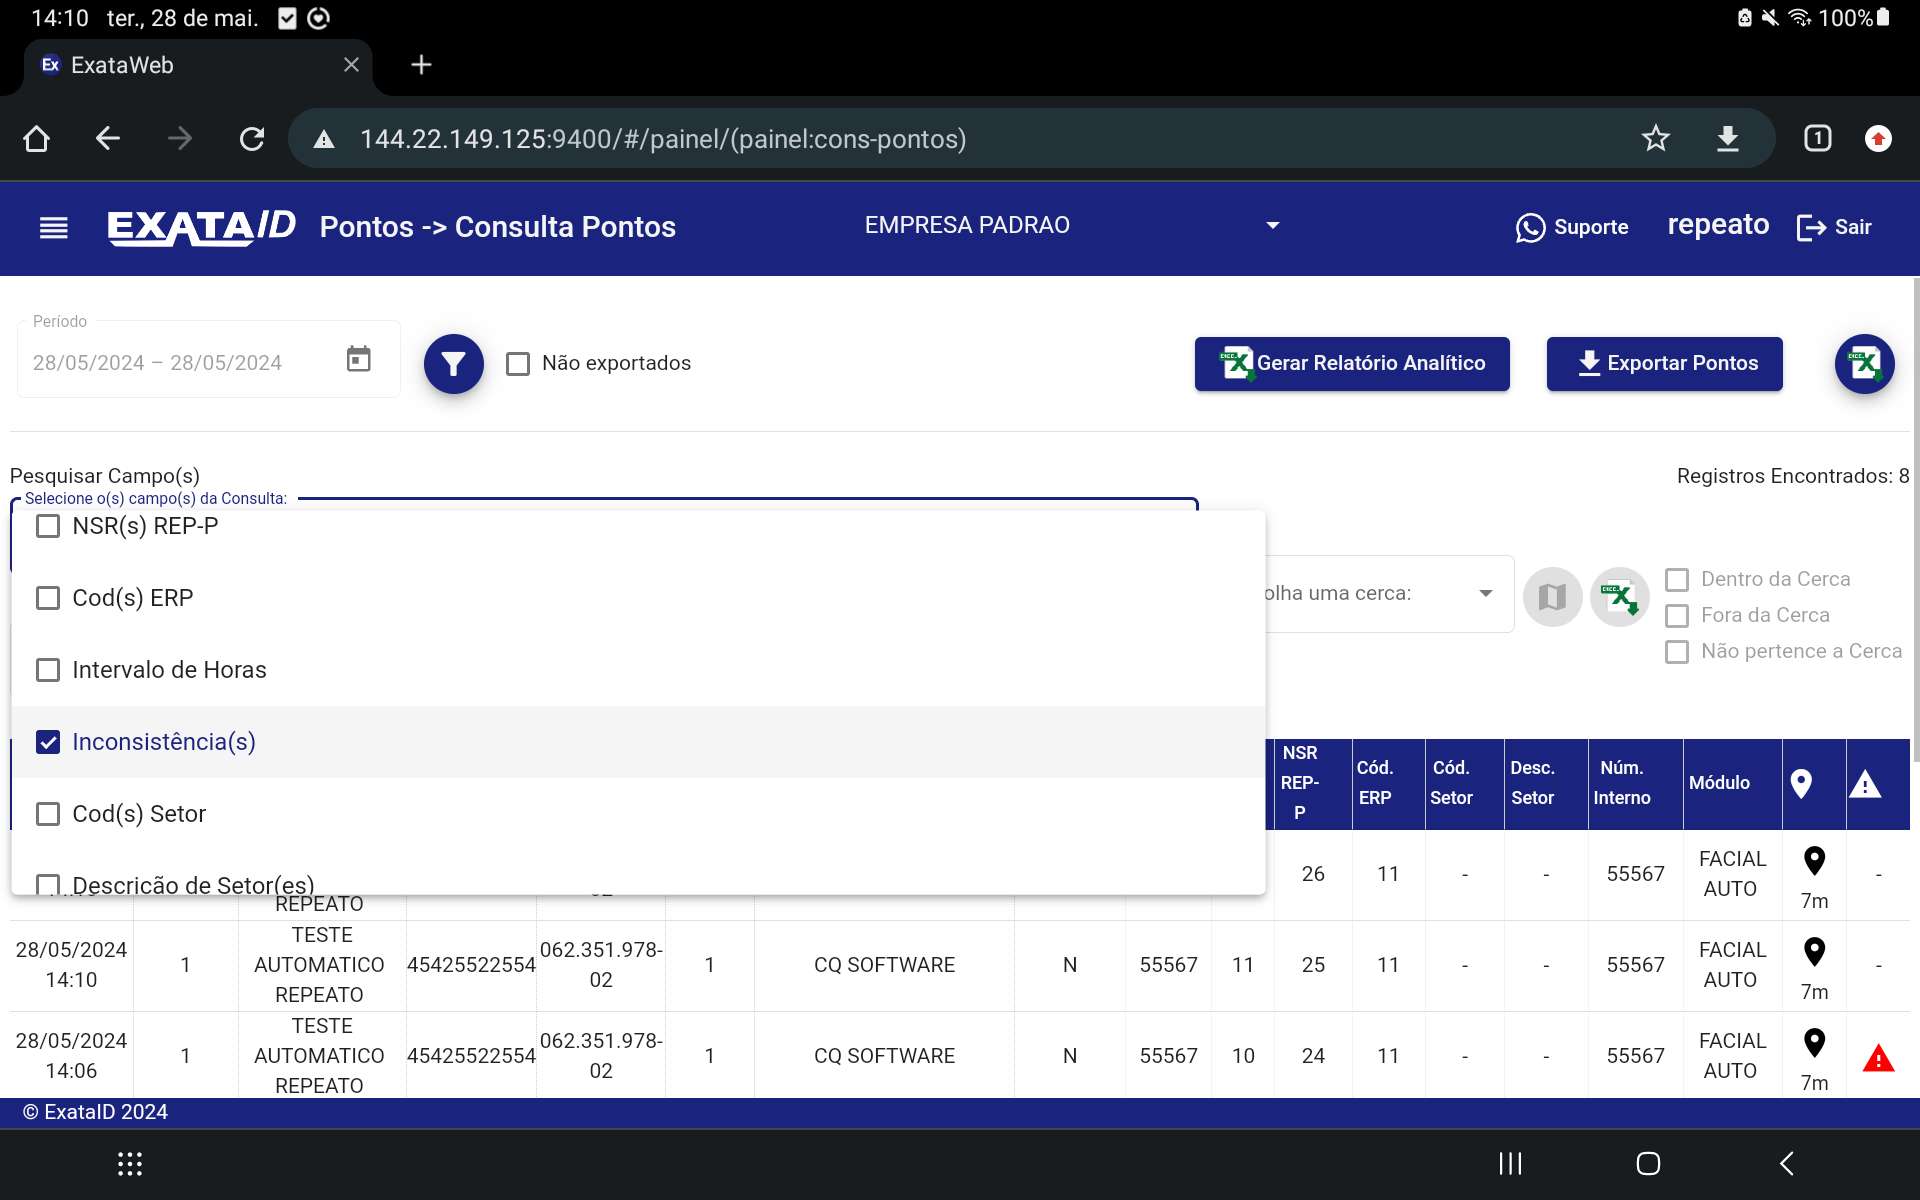 14:10 ter., 28 de mai. 100%
Ex ExataWeb
144.22.149.125:9400/#/painel/(painel:cons-pontos) 1
EXATA ID Pontos -> Consulta Pontos EMPRESA PADRAO Suporte repeato Sair
Período
28/05/2024 – 28/05/2024 Não exportados Gerar Relatório Analítico Exportar Pontos
Pesquisar Campo(s) Registros Encontrados: 8
Selecione o(s) campo(s) da Consulta:
NSR(s) REP-P
Cod(s) ERP
Intervalo de Horas
Inconsistência(s)
Cod(s) Setor
Descrição de Setor(es)
olha uma cerca:
Dentro da Cerca
Fora da Cerca
Não pertence a Cerca
NSR REP-P Cód. ERP Cód. Setor Desc. Setor Núm. Interno Módulo
REPEATO 26 11 - - 55567 FACIAL AUTO 7m -
28/05/2024 14:10 1 TESTE AUTOMATICO REPEATO 45425522554 062.351.978-02 1 CQ SOFTWARE N 55567 11 25 11 - - 55567 FACIAL AUTO 7m -
28/05/2024 14:06 1 TESTE AUTOMATICO REPEATO 45425522554 062.351.978-02 1 CQ SOFTWARE N 55567 10 24 11 - - 55567 FACIAL AUTO 7m
© ExataID 2024